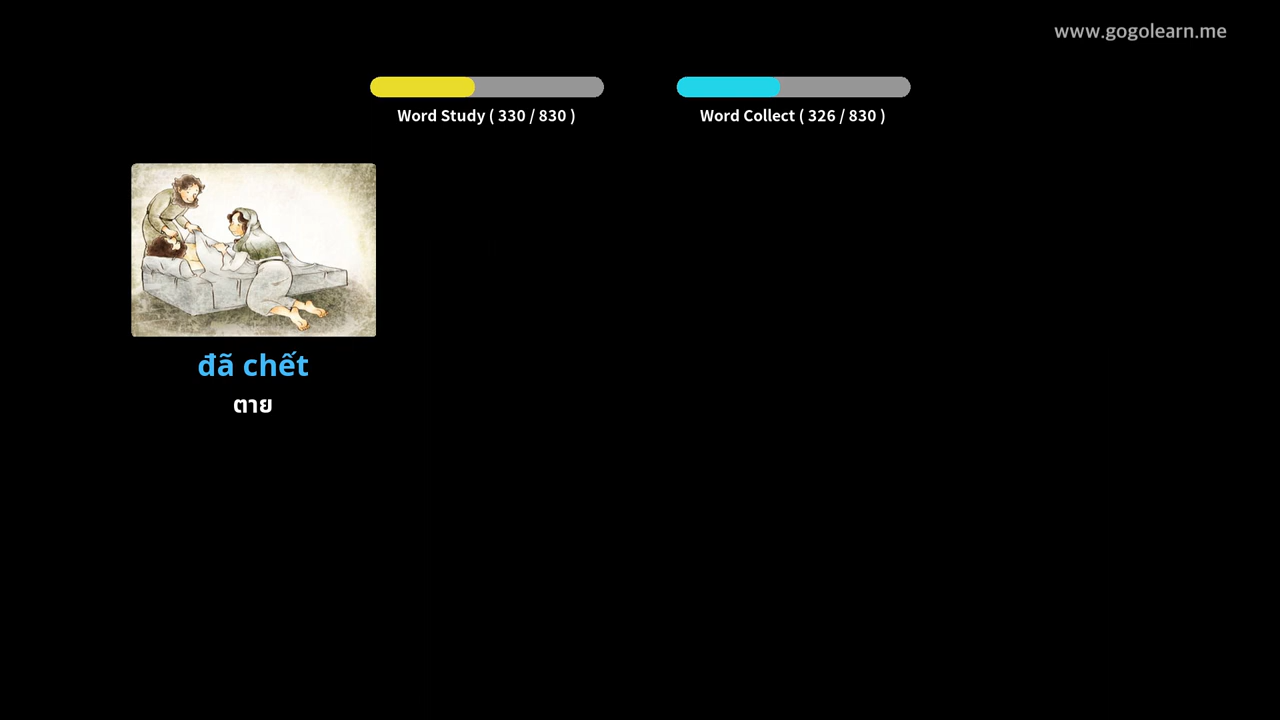 www.gogolearn.me
Word Study ( 330 / 830 )
Word Collect ( 326 / 830 )
đã chết
ตาย